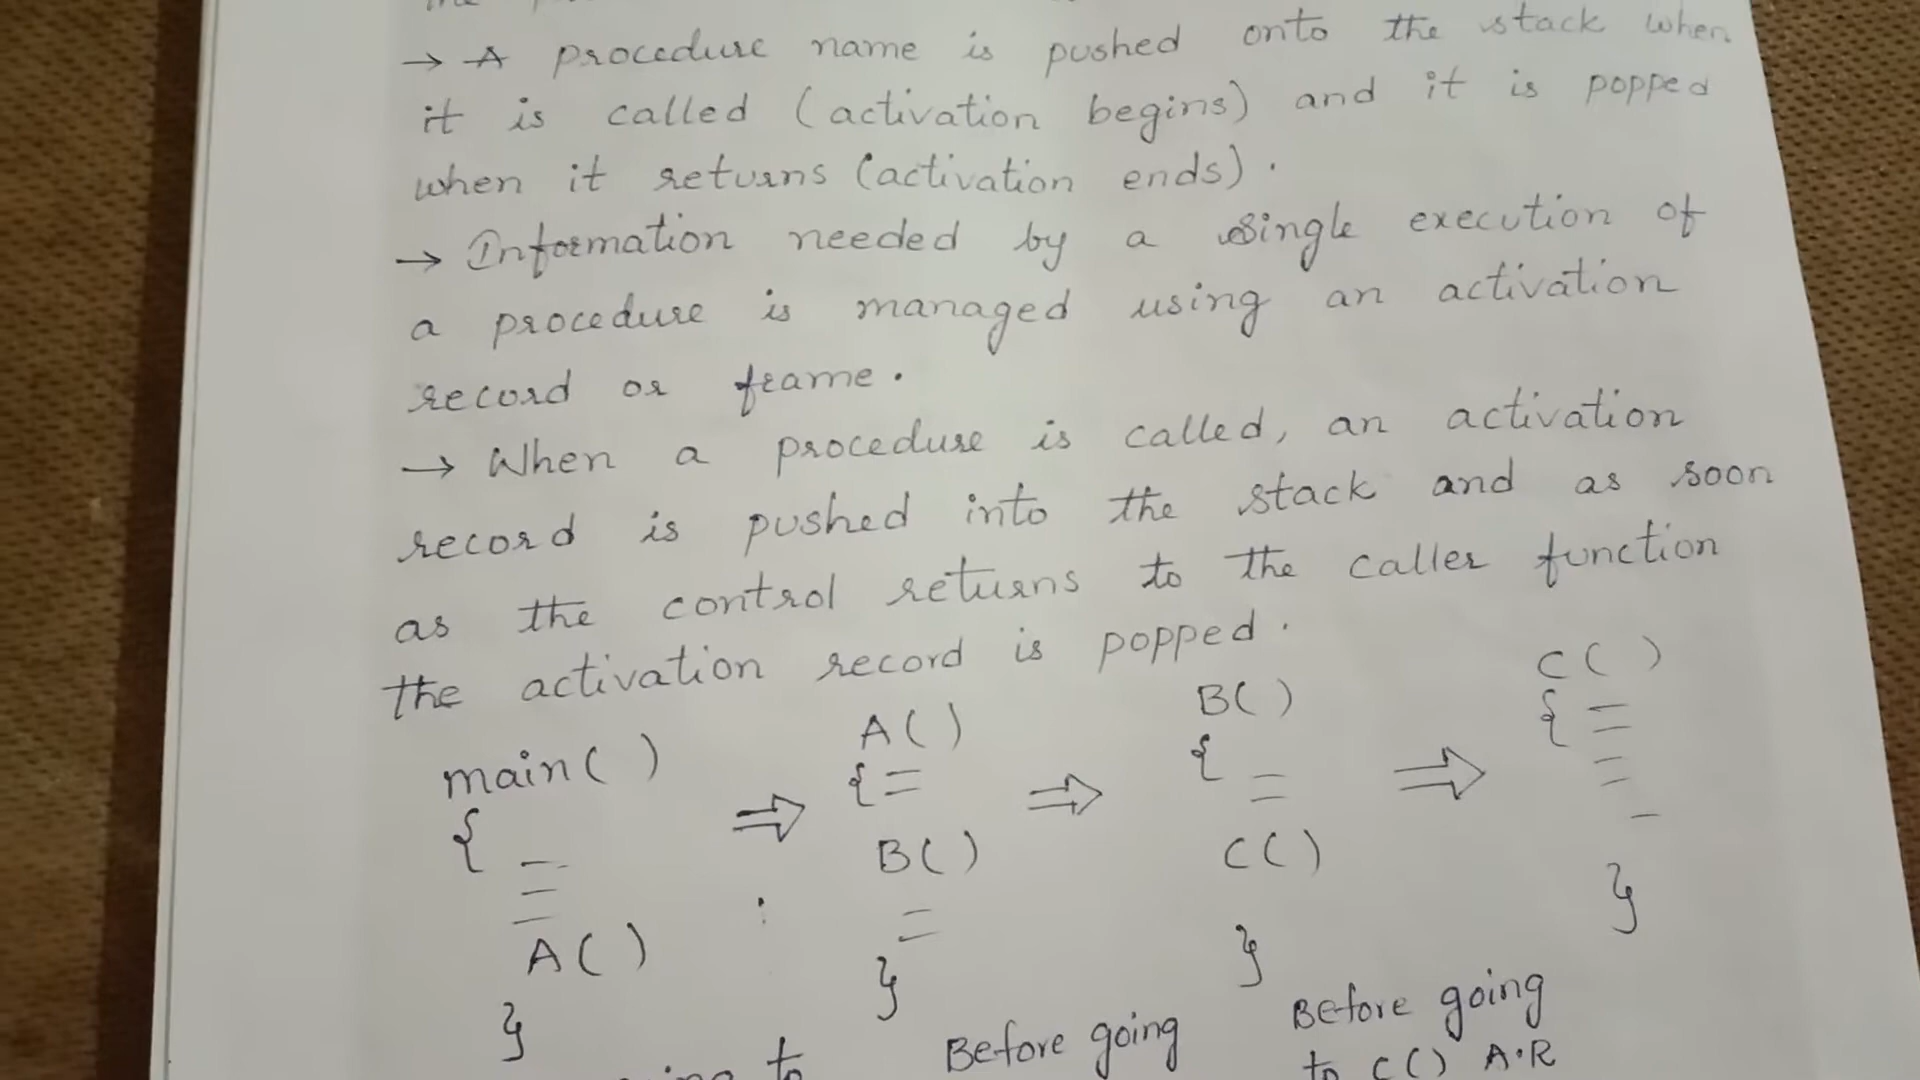 the
→ A procedure name is pushed onto the stack when
it is called (activation begins) and it is popped
when it returns (activation ends).
→ Information needed by a single execution of
a procedure is managed using an activation
record or frame.
→ When a procedure is called, an activation
record is pushed into the stack and as soon
as the control returns to the caller function
the activation record is popped.
main( ) ⇒ A( ) ⇒ B( ) ⇒ C( )
{ { { {
A( ) B( ) C( )
} } } }
to Before going Before going
to C() A.R